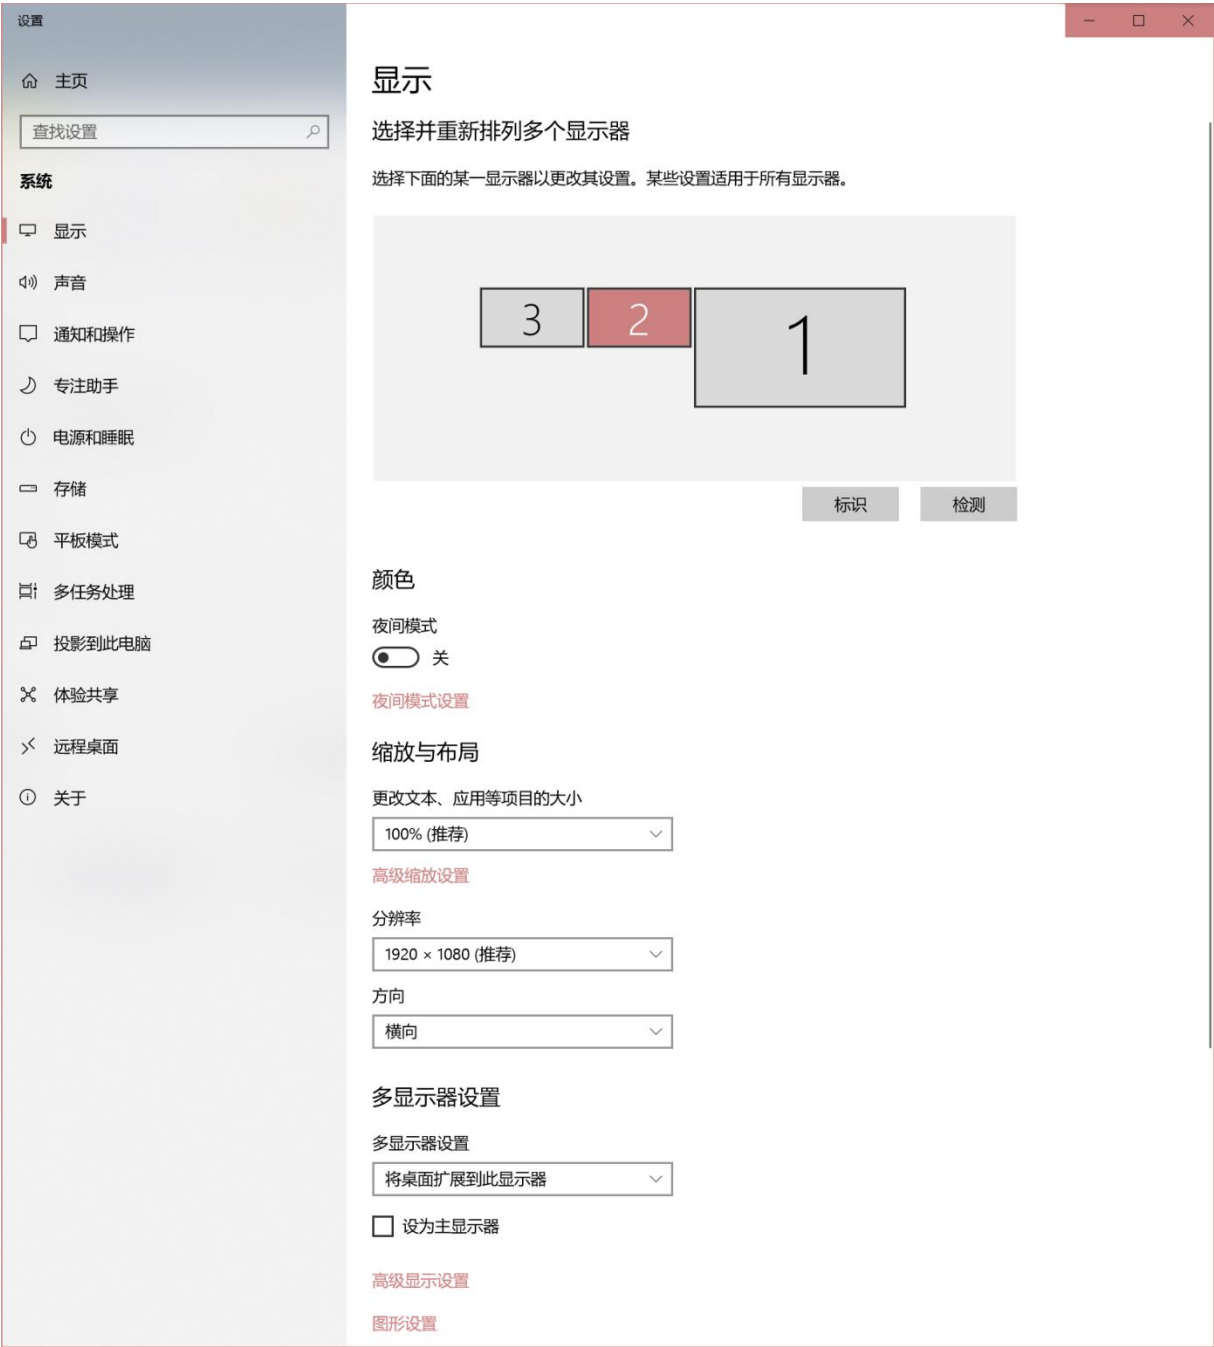 设置
主页
查找设置
系统
显示
声音
通知和操作
专注助手
电源和睡眠
存储
平板模式
多任务处理
投影到此电脑
体验共享
远程桌面
关于
显示
选择并重新排列多个显示器
选择下面的某一显示器以更改其设置。某些设置适用于所有显示器。
3
2
1
标识
检测
颜色
夜间模式
关
夜间模式设置
缩放与布局
更改文本、应用等项目的大小
100% (推荐)
高级缩放设置
分辨率
1920 × 1080 (推荐)
方向
横向
多显示器设置
多显示器设置
将桌面扩展到此显示器
设为主显示器
高级显示设置
图形设置